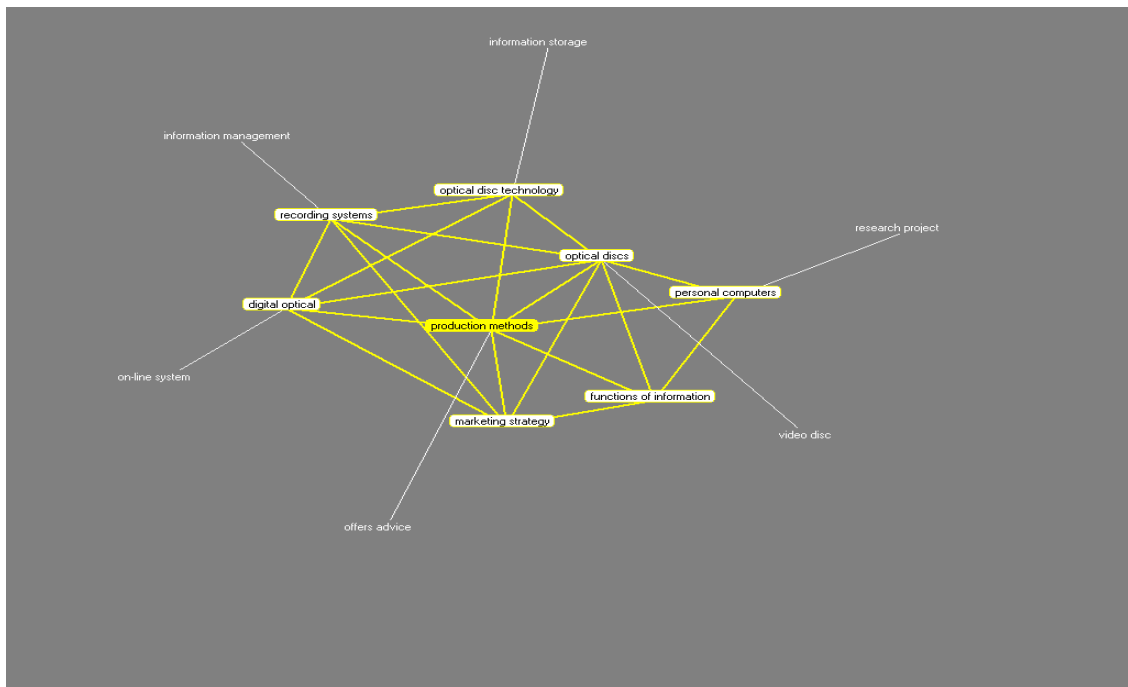 information storage
information management
optical disc technology
recording systems
research project
optical discs
personal computers
digital optical
production methods
on-line system
functions of information
marketing strategy
video disc
offers advice